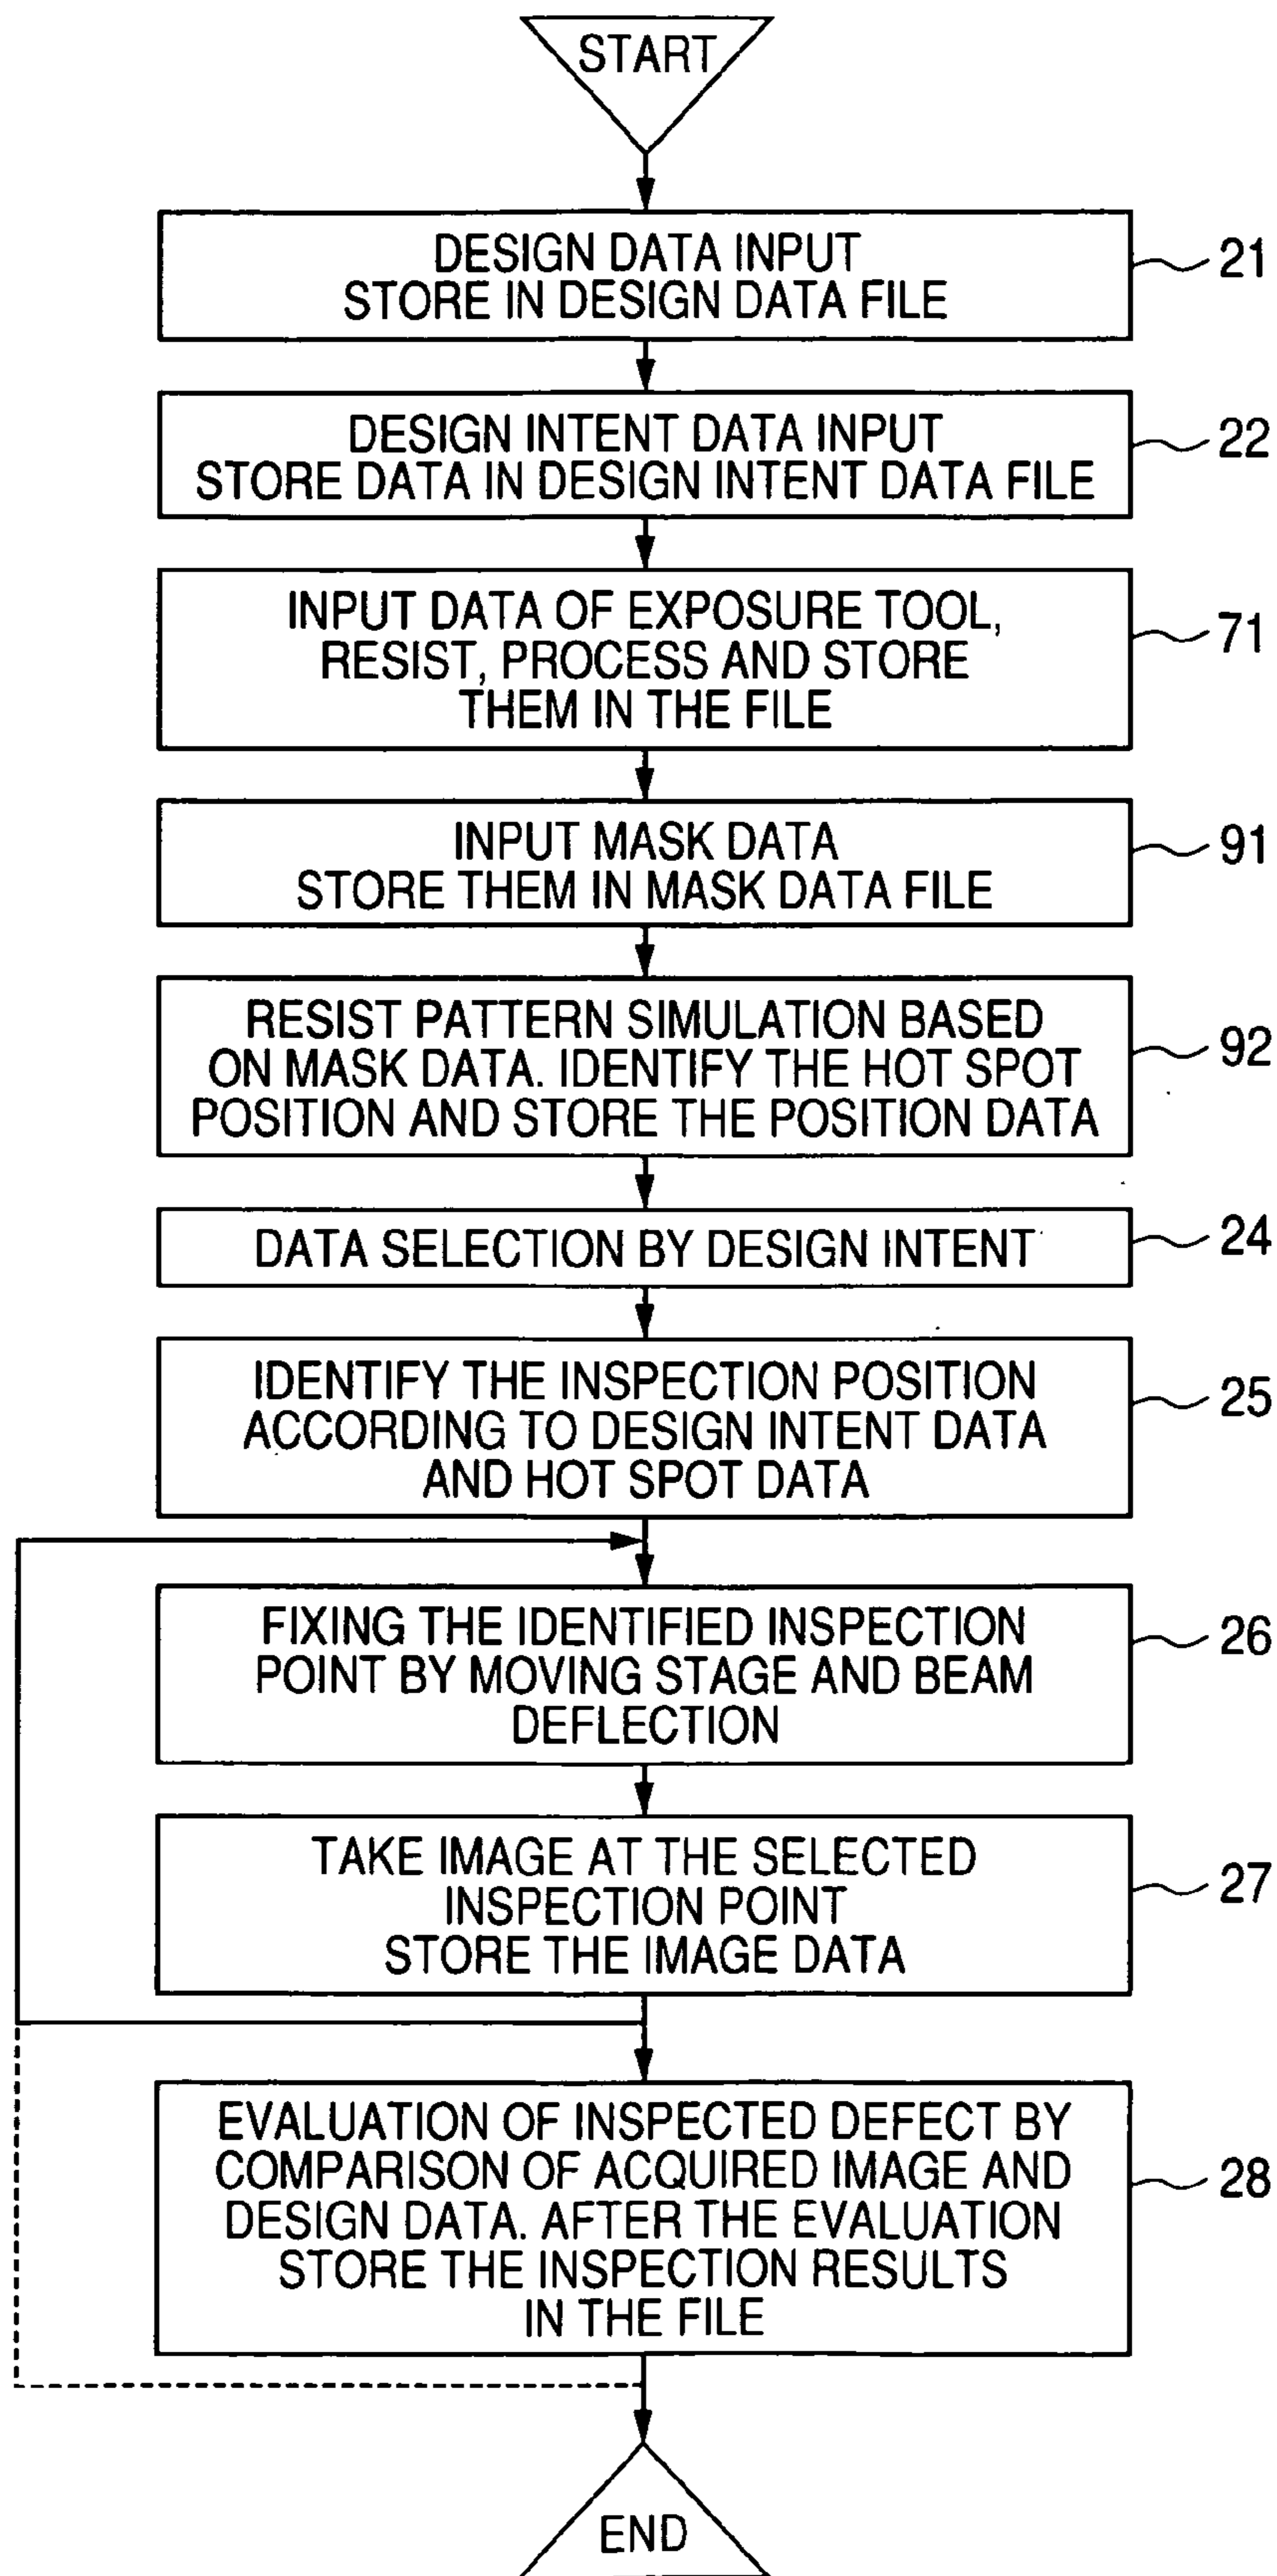 START
DESIGN DATA INPUT
STORE IN DESIGN DATA FILE
21
DESIGN INTENT DATA INPUT
STORE DATA IN DESIGN INTENT DATA FILE
22
INPUT DATA OF EXPOSURE TOOL,
RESIST, PROCESS AND STORE
THEM IN THE FILE
71
INPUT MASK DATA
STORE THEM IN MASK DATA FILE
91
RESIST PATTERN SIMULATION BASED
ON MASK DATA. IDENTIFY THE HOT SPOT
POSITION AND STORE THE POSITION DATA
92
DATA SELECTION BY DESIGN INTENT
24
IDENTIFY THE INSPECTION POSITION
ACCORDING TO DESIGN INTENT DATA
AND HOT SPOT DATA
25
FIXING THE IDENTIFIED INSPECTION
POINT BY MOVING STAGE AND BEAM
DEFLECTION
26
TAKE IMAGE AT THE SELECTED
INSPECTION POINT
STORE THE IMAGE DATA
27
EVALUATION OF INSPECTED DEFECT BY
COMPARISON OF ACQUIRED IMAGE AND
DESIGN DATA. AFTER THE EVALUATION
STORE THE INSPECTION RESULTS
IN THE FILE
28
END